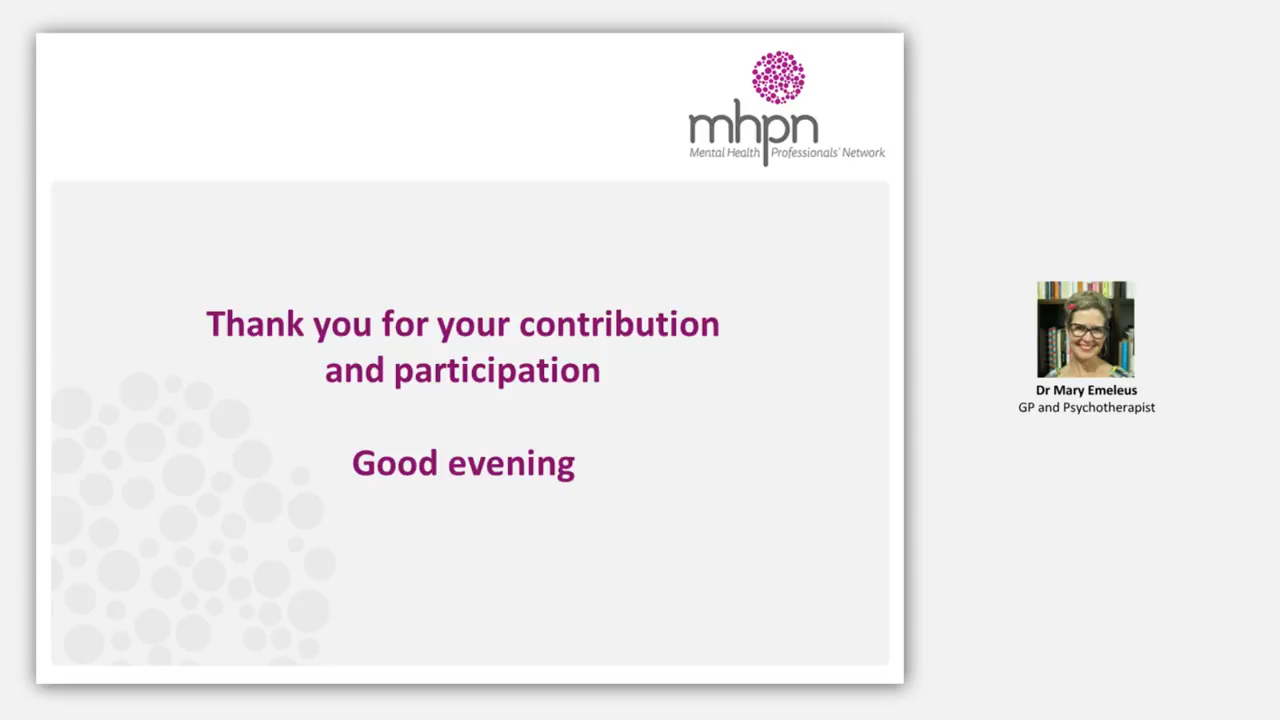 mhpn
Mental Health Professionals' Network
Thank you for your contribution
and participation
Good evening
Dr Mary Emeleus
GP and Psychotherapist